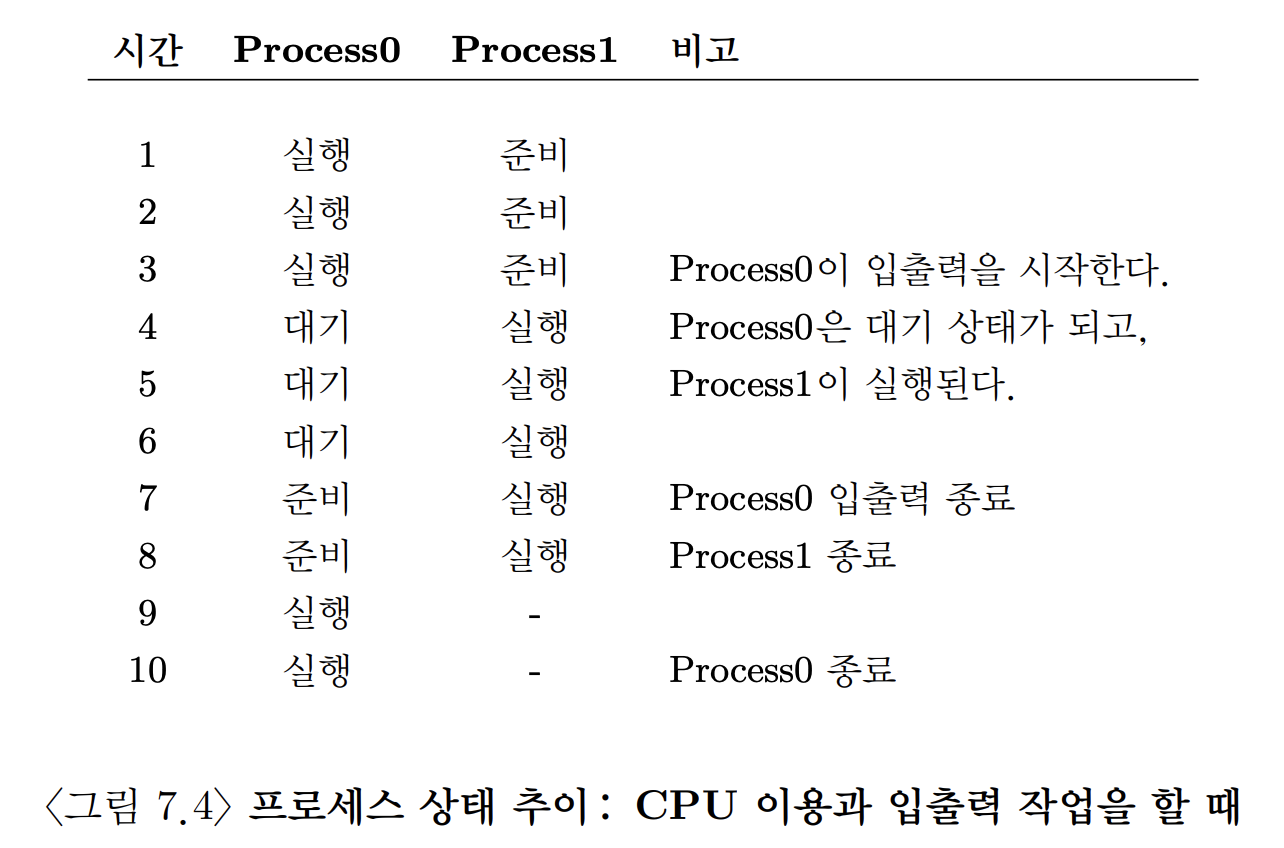 시간 Process0 Process1 비고
1 실행 준비
2 실행 준비
3 실행 준비 Process0이 입출력을 시작한다.
4 대기 실행 Process0은 대기 상태가 되고,
5 대기 실행 Process1이 실행된다.
6 대기 실행
7 준비 실행 Process0 입출력 종료
8 준비 실행 Process1 종료
9 실행 -
10 실행 - Process0 종료
〈그림 7.4〉 프로세스 상태 추이: CPU 이용과 입출력 작업을 할 때